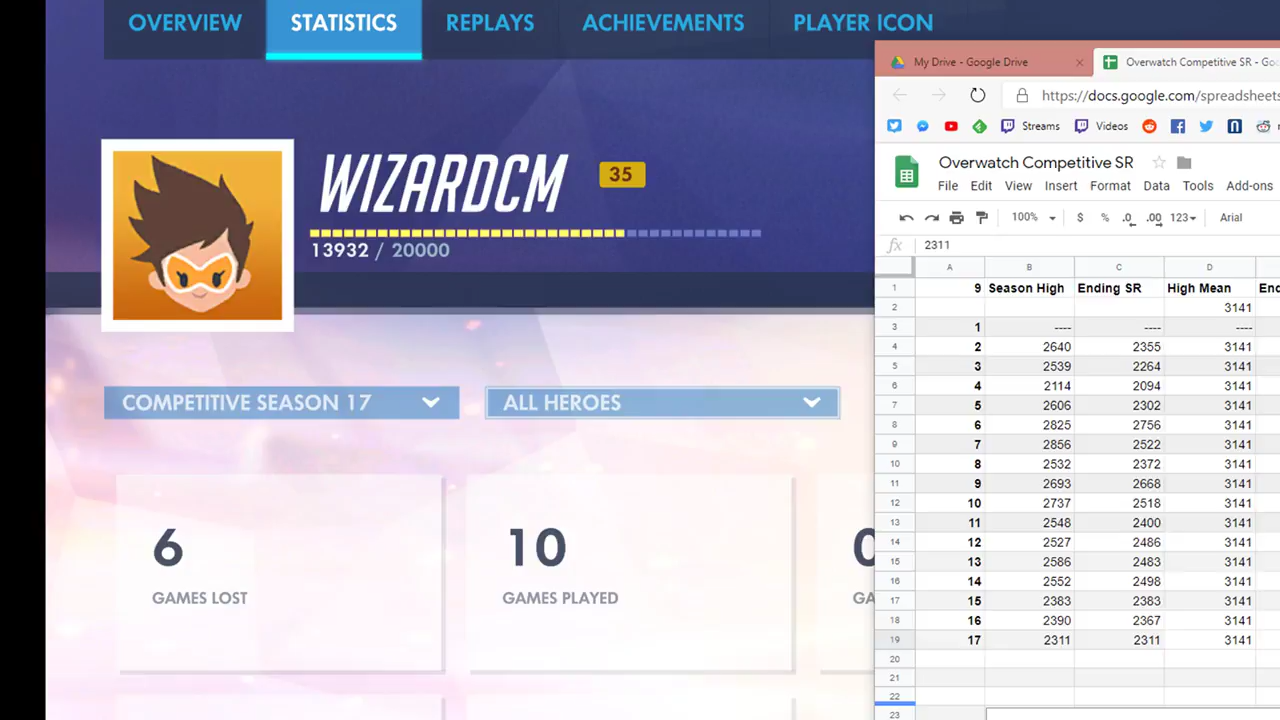 OVERVIEW STATISTICS REPLAYS ACHIEVEMENTS PLAYER ICON
WIZARDCM 35
13932 / 20000
COMPETITIVE SEASON 17 ALL HEROES
6 10 0
GAMES LOST GAMES PLAYED GA
My Drive - Google Drive × Overwatch Competitive SR - Goo
https://docs.google.com/spreadsheets
Streams Videos
Overwatch Competitive SR
File Edit View Insert Format Data Tools Add-ons
100% $ % .0 .00 123 Arial
fx 2311
A B C D
1 9 Season High Ending SR High Mean End
2 3141
3 1 ---- ---- ----
4 2 2640 2355 3141
5 3 2539 2264 3141
6 4 2114 2094 3141
7 5 2606 2302 3141
8 6 2825 2756 3141
9 7 2856 2522 3141
10 8 2532 2372 3141
11 9 2693 2668 3141
12 10 2737 2518 3141
13 11 2548 2400 3141
14 12 2527 2486 3141
15 13 2586 2483 3141
16 14 2552 2498 3141
17 15 2383 2383 3141
18 16 2390 2367 3141
19 17 2311 2311 3141
20
21
22
23